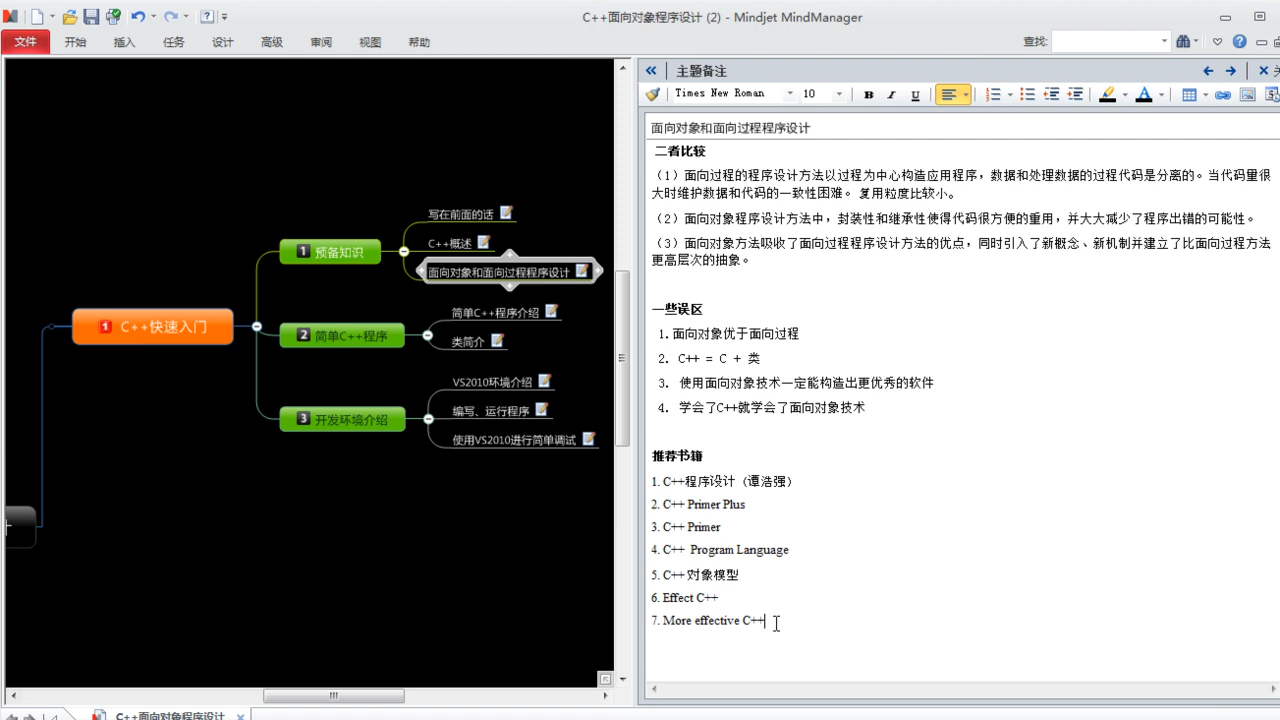 C++面向对象程序设计 (2) - Mindjet MindManager
文件 开始 插入 任务 设计 高级 审阅 视图 帮助 查找:
主题备注
Times New Roman 10 B I U
面向对象和面向过程程序设计
二者比较
（1）面向过程的程序设计方法以过程为中心构造应用程序，数据和处理数据的过程代码是分离的。当代码量很
大时维护数据和代码的一致性困难。 复用粒度比较小。
（2）面向对象程序设计方法中，封装性和继承性使得代码很方便的重用，并大大减少了程序出错的可能性。
（3）面向对象方法吸收了面向过程程序设计方法的优点，同时引入了新概念、新机制并建立了比面向过程方法
更高层次的抽象。
一些误区
1. 面向对象优于面向过程
2. C++ = C + 类
3. 使用面向对象技术一定能构造出更优秀的软件
4. 学会了C++就学会了面向对象技术
推荐书籍
1. C++程序设计（谭浩强）
2. C++ Primer Plus
3. C++ Primer
4. C++ Program Language
5. C++ 对象模型
6. Effect C++
7. More effective C++
1 C++快速入门
1 预备知识
写在前面的话
C++概述
面向对象和面向过程程序设计
2 简单C++程序
简单C++程序介绍
类简介
3 开发环境介绍
VS2010环境介绍
编写、运行程序
使用VS2010进行简单调试
C++面向对象程序设计